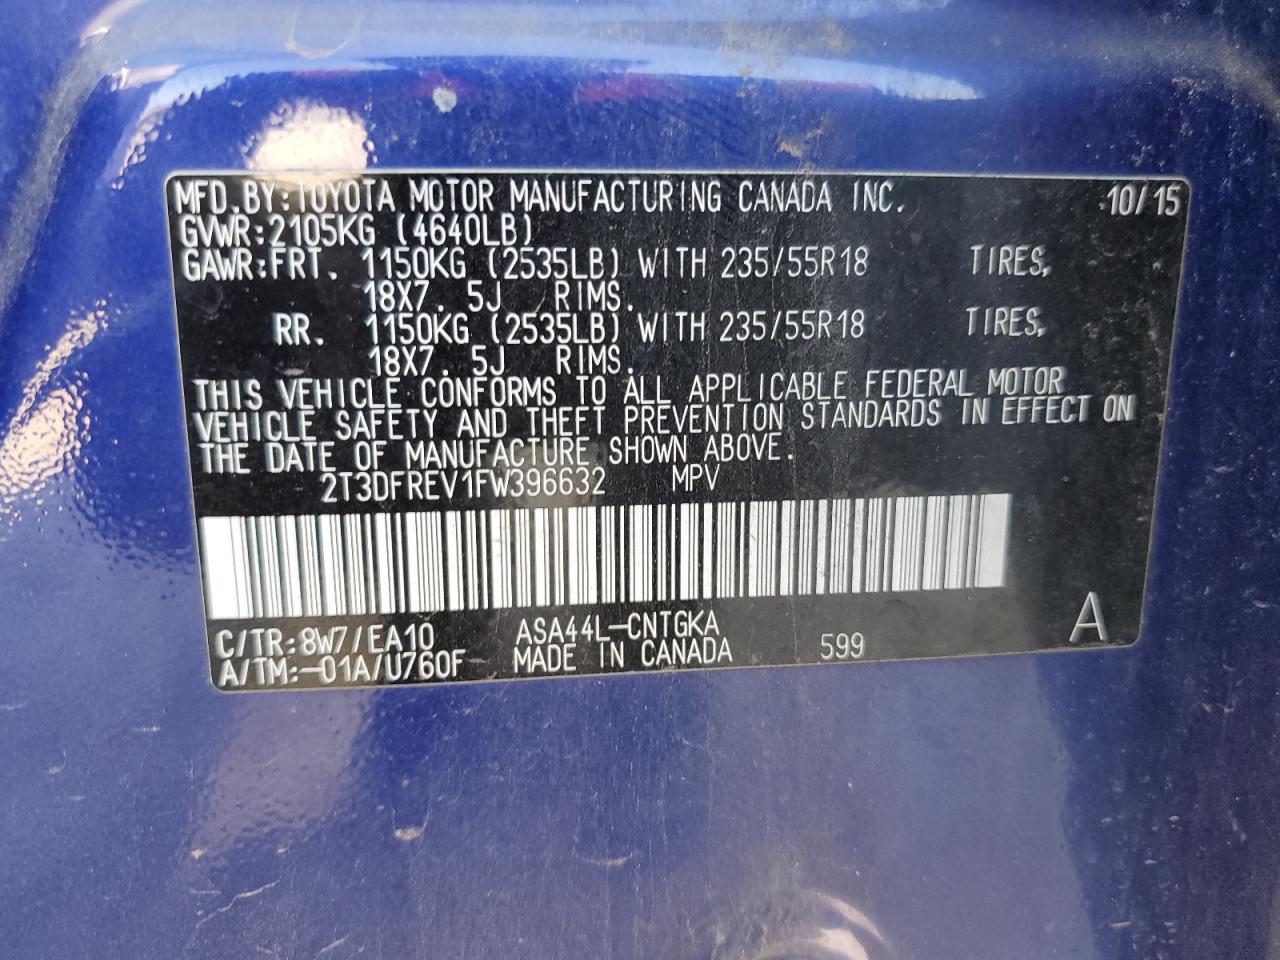 MFD.BY:TOYOTA MOTOR MANUFACTURING CANADA INC. 10/15
GVWR:2105KG (4640LB)
GAWR:FRT. 1150KG (2535LB) WITH 235/55R18 TIRES,
18X7.5J RIMS.
RR. 1150KG (2535LB) WITH 235/55R18 TIRES,
18X7.5J RIMS.
THIS VEHICLE CONFORMS TO ALL APPLICABLE FEDERAL MOTOR
VEHICLE SAFETY AND THEFT PREVENTION STANDARDS IN EFFECT ON
THE DATE OF MANUFACTURE SHOWN ABOVE.
2T3DFREV1FW396632 MPV
C/TR:8W7/EA10 ASA44L-CNTGKA
A/TM:-01A/U760F MADE IN CANADA 599 A